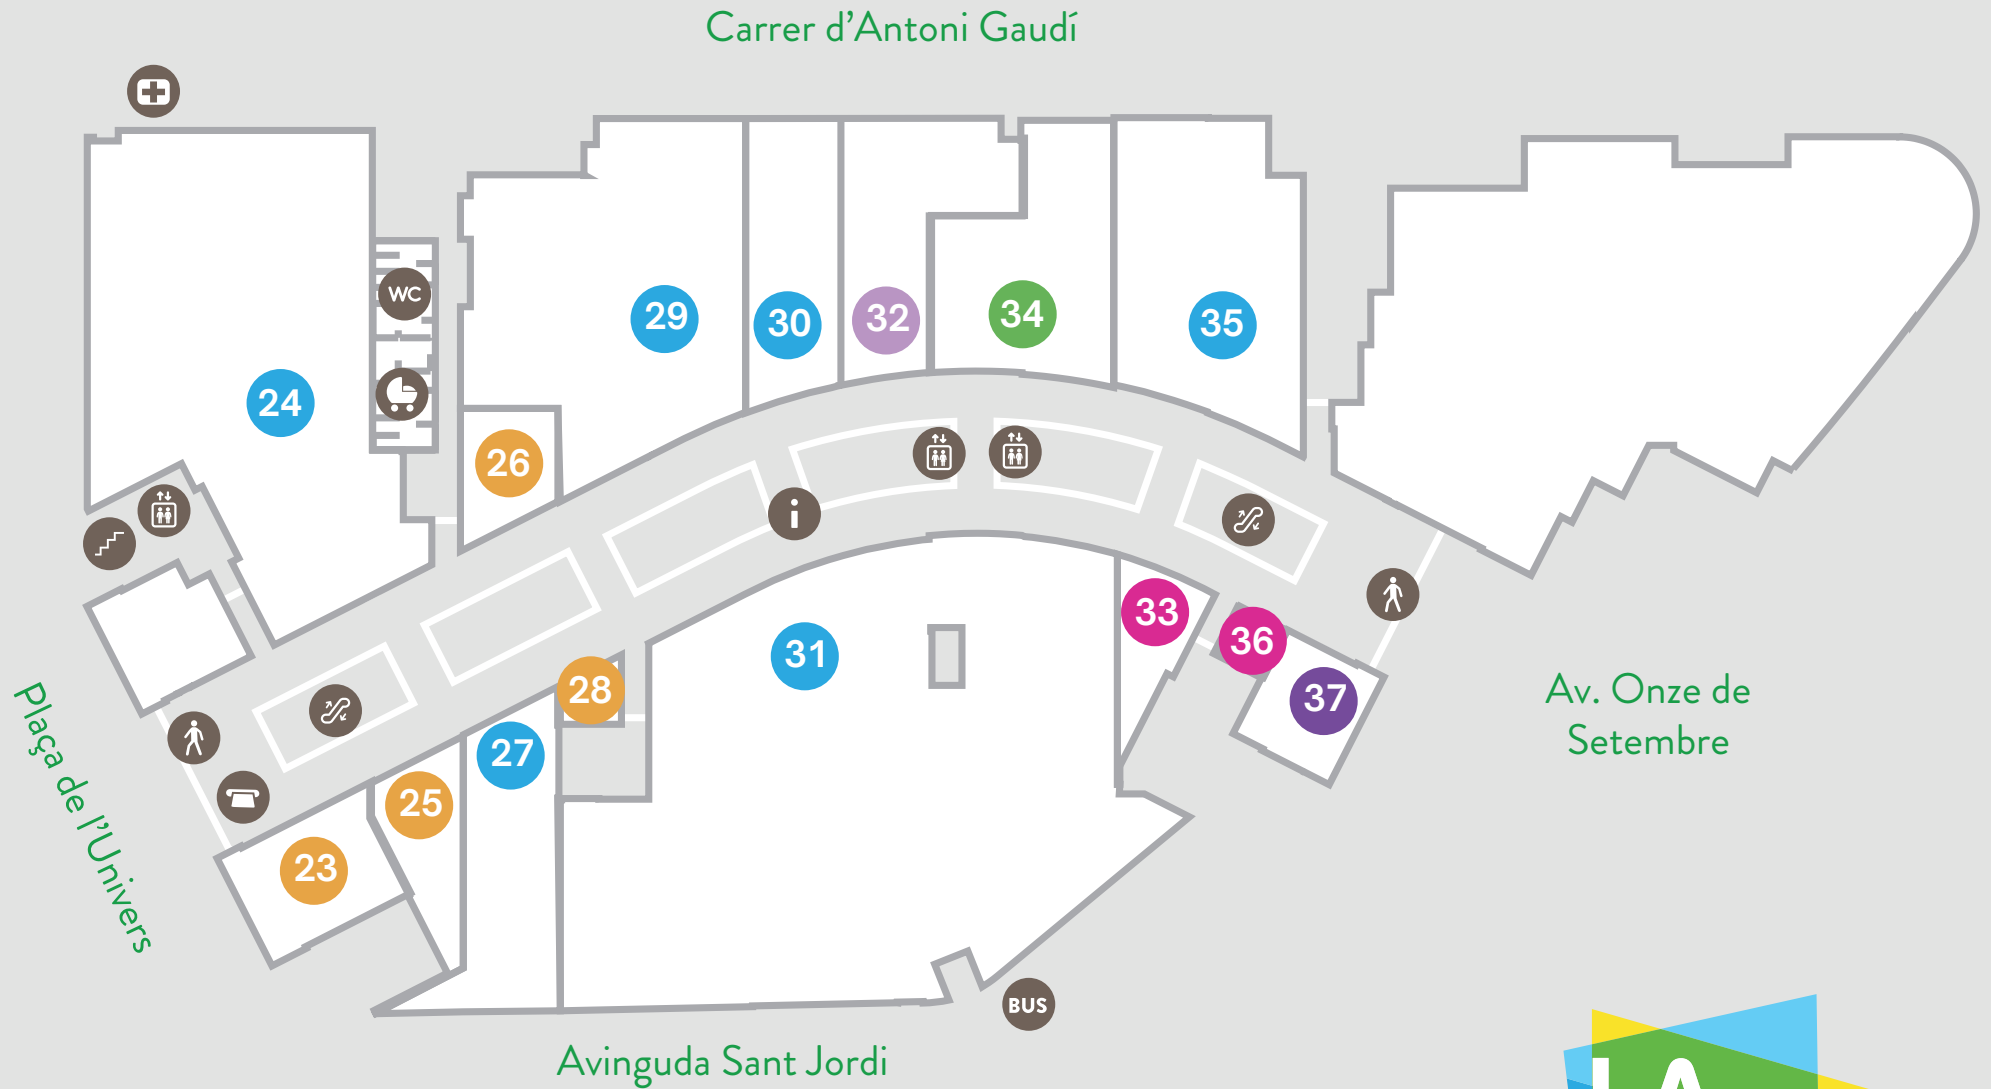 Carrer d'Antoni Gaudí
WC
29
30
32
34
35
24
26
i
33
36
31
28
37
27
25
23
Plaça de l'Univers
Av. Onze de
Setembre
BUS
Avinguda Sant Jordi
LA